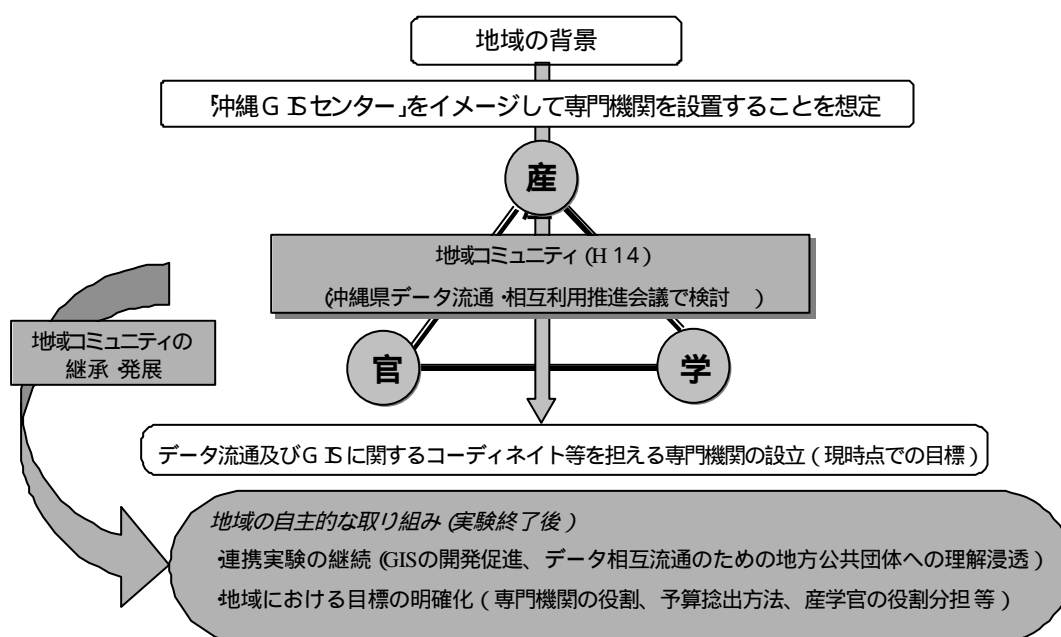 地域の背景
「沖縄GISセンター」をイメージして専門機関を設置することを想定
産
地域コミュニティ(H14)
(沖縄県データ流通・相互利用推進会議で検討 )
地域コミュニティの
継承・発展
官
学
データ流通及びGISに関するコーディネイト等を担える専門機関の設立(現時点での目標)
地域の自主的な取り組み(実験終了後)
・連携実験の継続(GISの開発促進、データ相互流通のための地方公共団体への理解浸透)
・地域における目標の明確化(専門機関の役割、予算捻出方法、産学官の役割分担等)